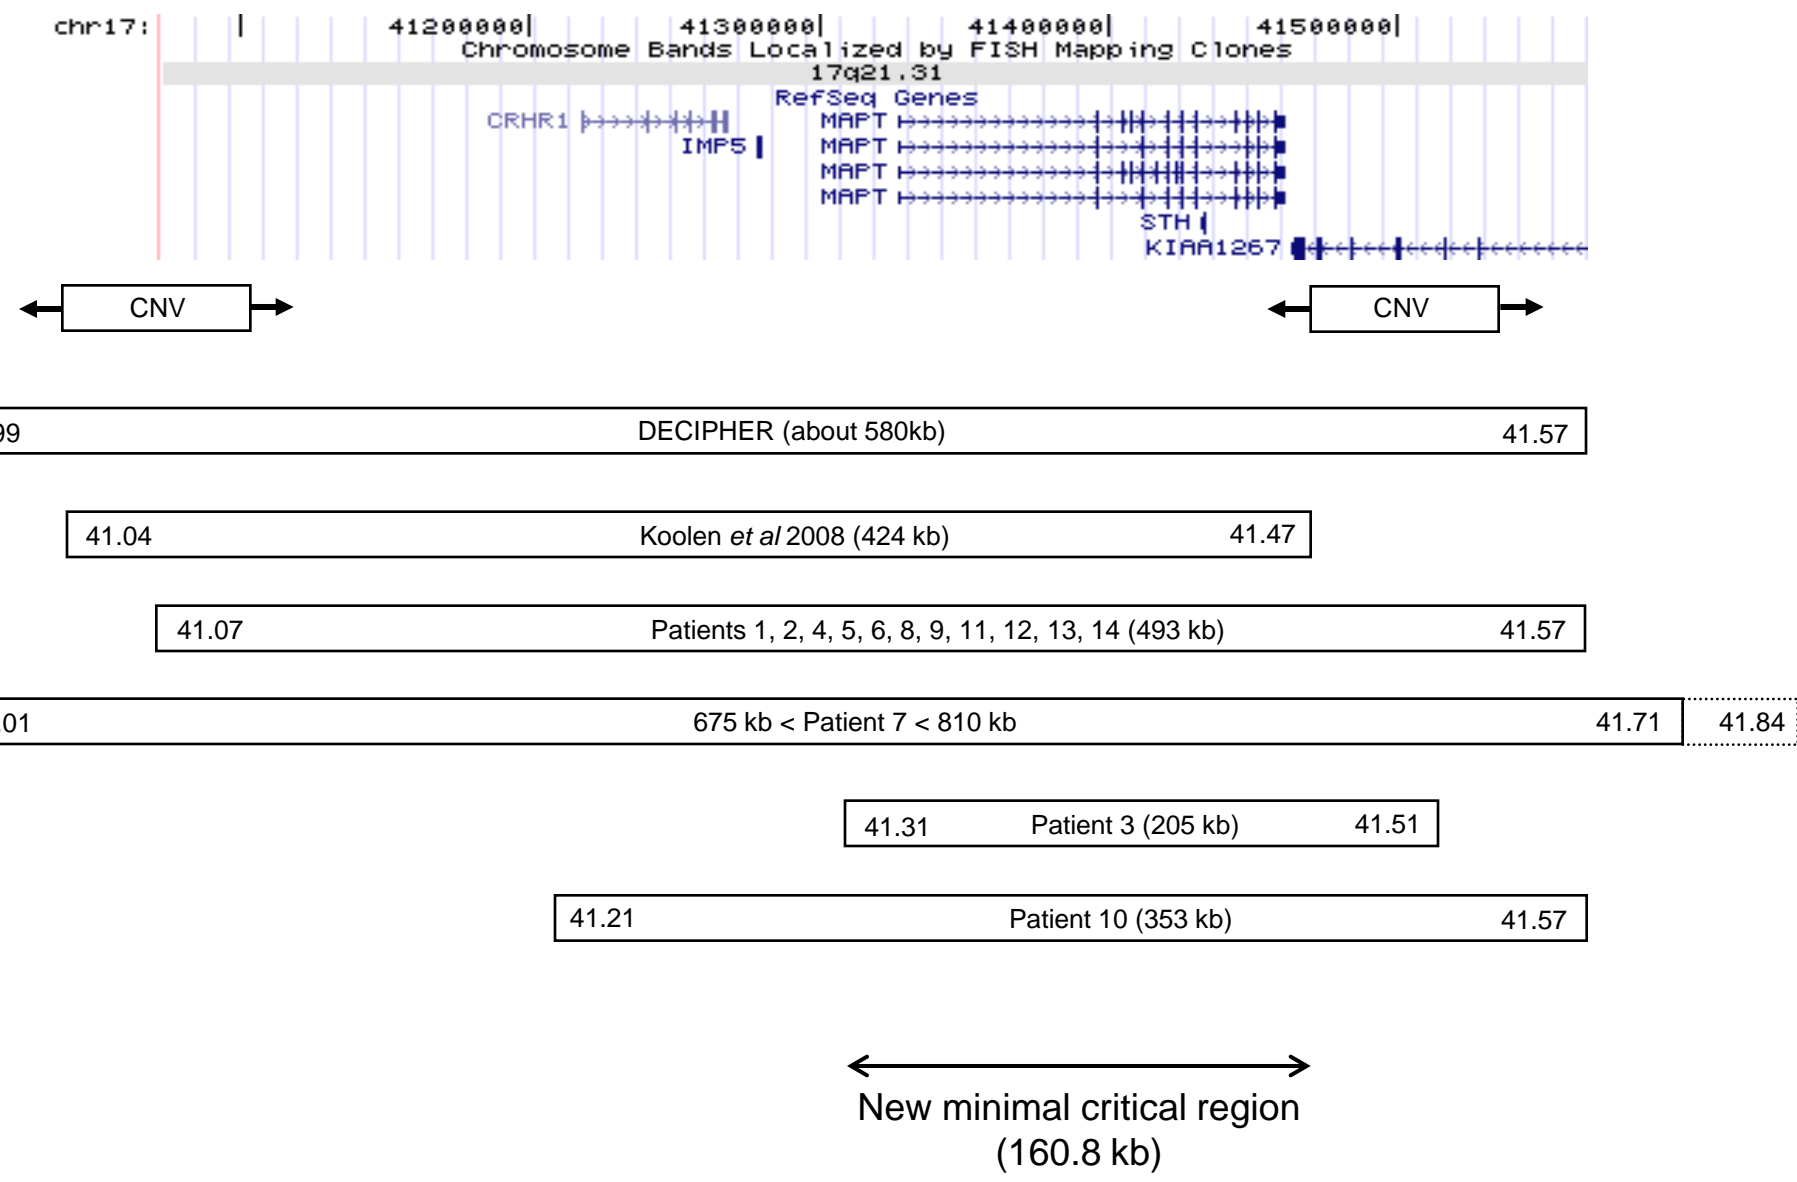 chr17: | 41200000| 41300000| 41400000| 41500000|
Chromosome Bands Localized by FISH Mapping Clones
17q21.31
RefSeq Genes
CRHR1 MAPT
IMP5 MAPT
MAPT
MAPT
STH
KIAA1267
CNV CNV
99 DECIPHER (about 580kb) 41.57
41.04 Koolen et al 2008 (424 kb) 41.47
41.07 Patients 1, 2, 4, 5, 6, 8, 9, 11, 12, 13, 14 (493 kb) 41.57
.01 675 kb < Patient 7 < 810 kb 41.71 41.84
41.31 Patient 3 (205 kb) 41.51
41.21 Patient 10 (353 kb) 41.57
New minimal critical region
(160.8 kb)